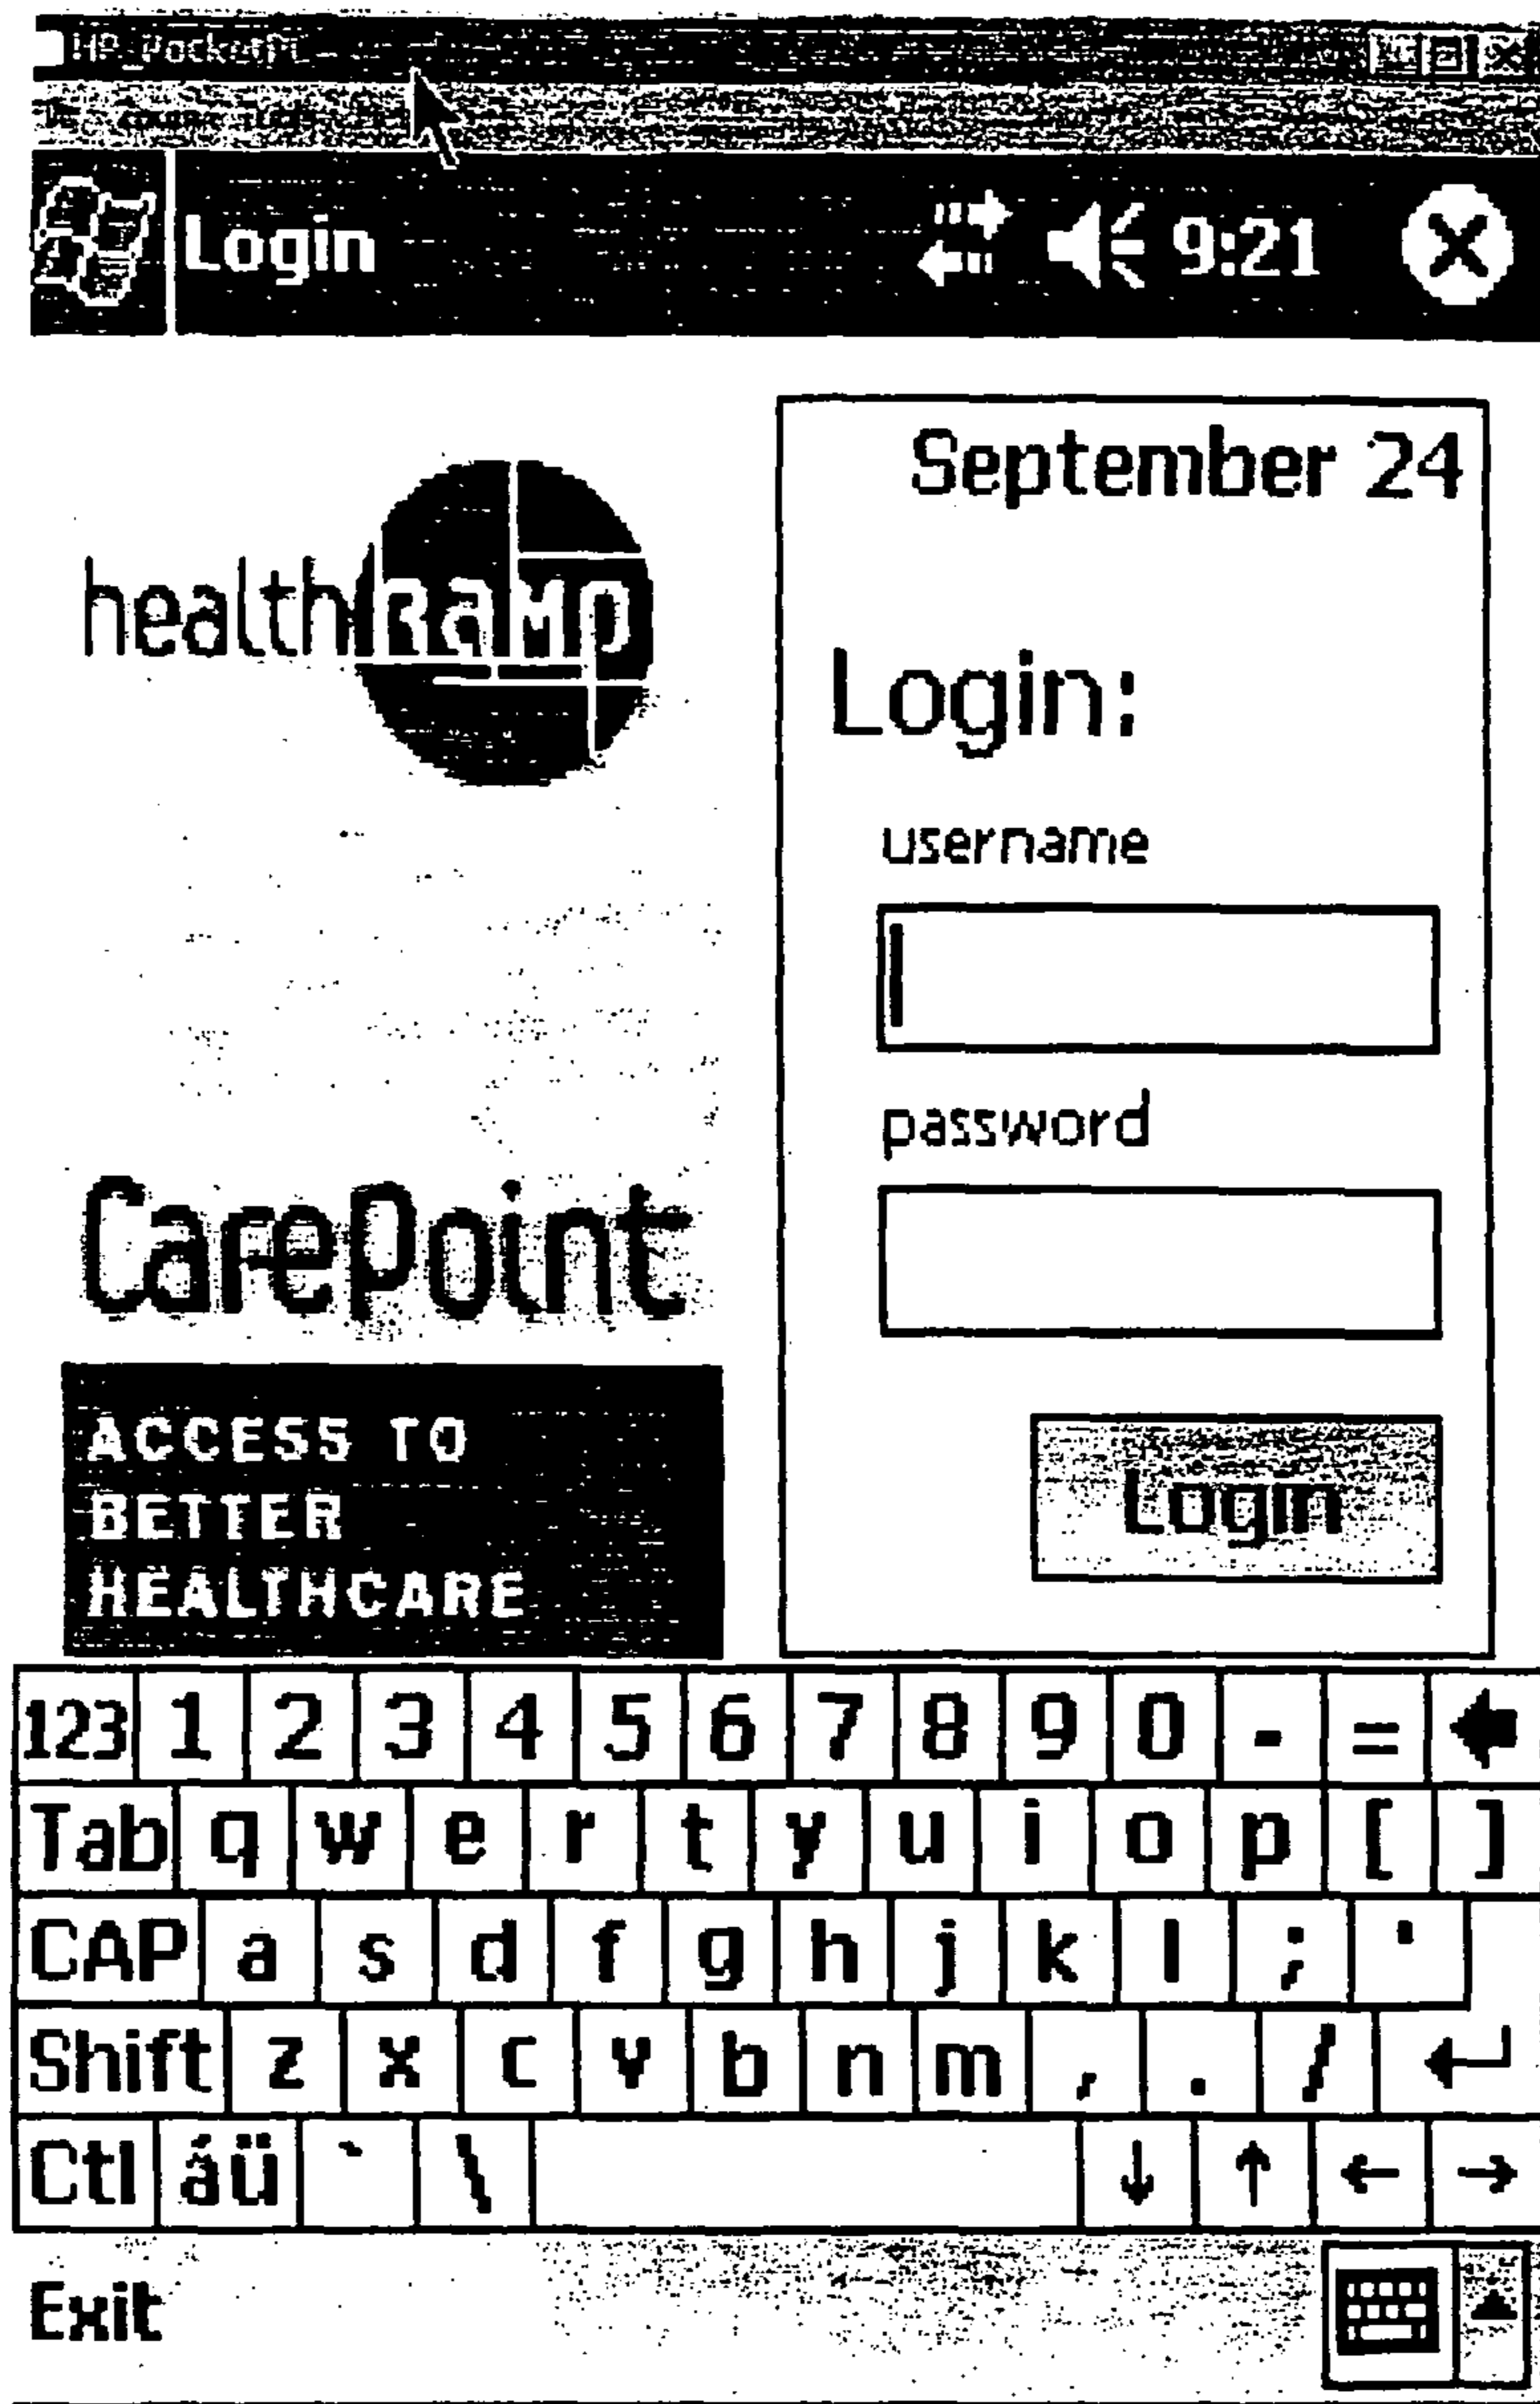 HP_PocketPC
Login 9:21
September 24
healthRAMP
Login:
username
password
CarePoint
ACCESS TO
BETTER
HEALTHCARE
Login
123 1 2 3 4 5 6 7 8 9 0 - =
Tab q w e r t y u i o p [ ]
CAP a s d f g h j k l ; '
Shift z x c v b n m , . /
Ctl áü ` \
Exit